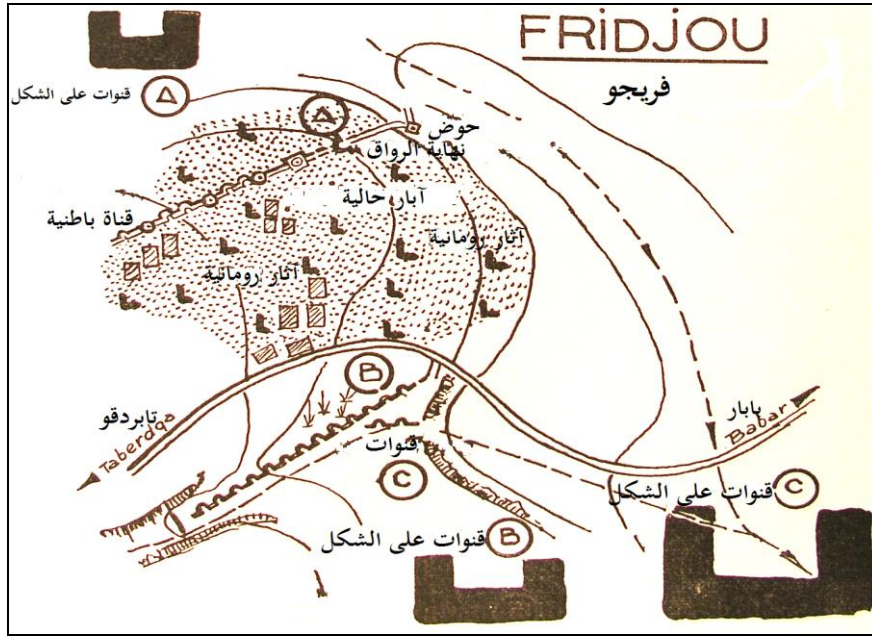 FRIDJOU
فريجو
قنوات على الشكل A
A
حوض
نهاية الرواق
آبار حالية
قناة باطنية
آثار رومانية
آثار رومانية
B
تابردقو
Taberdga
بابار
Babar
قنوات
C
قنوات على الشكل C
قنوات على الشكل B